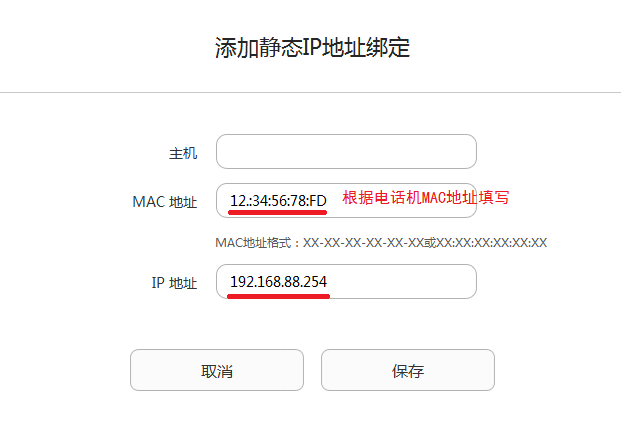 添加静态IP地址绑定
主机
MAC 地址 12:34:56:78:FD 根据电话机MAC地址填写
MAC地址格式：XX-XX-XX-XX-XX-XX或XX:XX:XX:XX:XX:XX
IP 地址 192.168.88.254
取消 保存